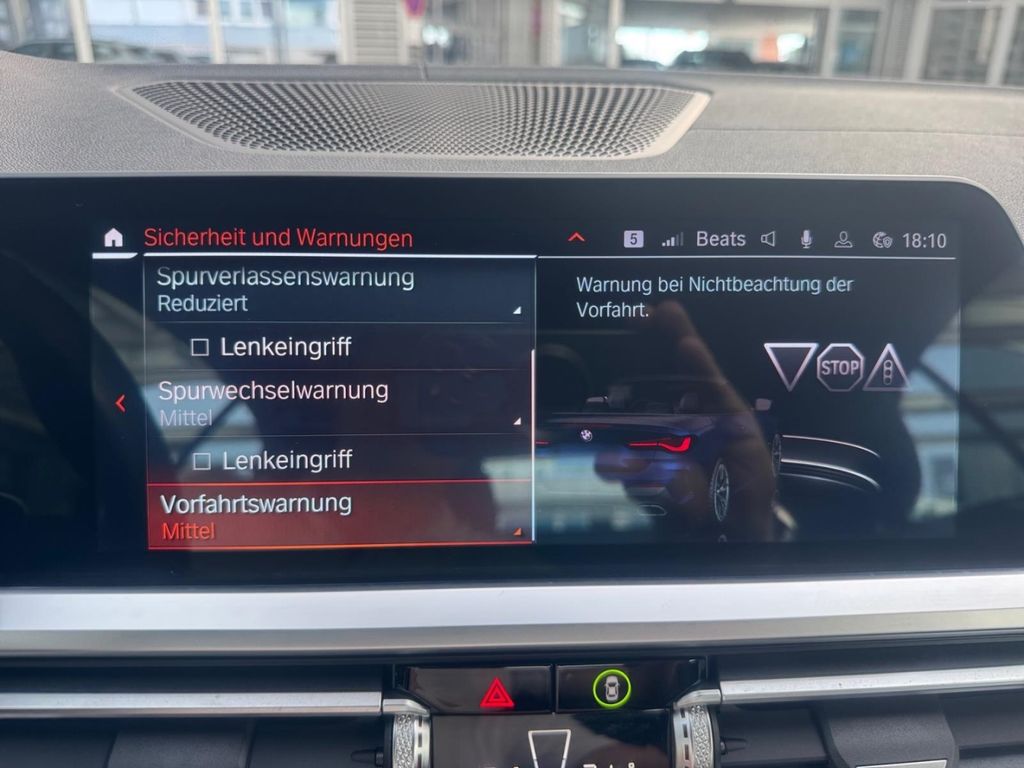 Sicherheit und Warnungen
5
Beats
18:10
Spurverlassenswarnung
Reduziert
Lenkeingriff
Spurwechselwarnung
Mittel
Lenkeingriff
Vorfahrtswarnung
Mittel
Warnung bei Nichtbeachtung der
Vorfahrt.
STOP